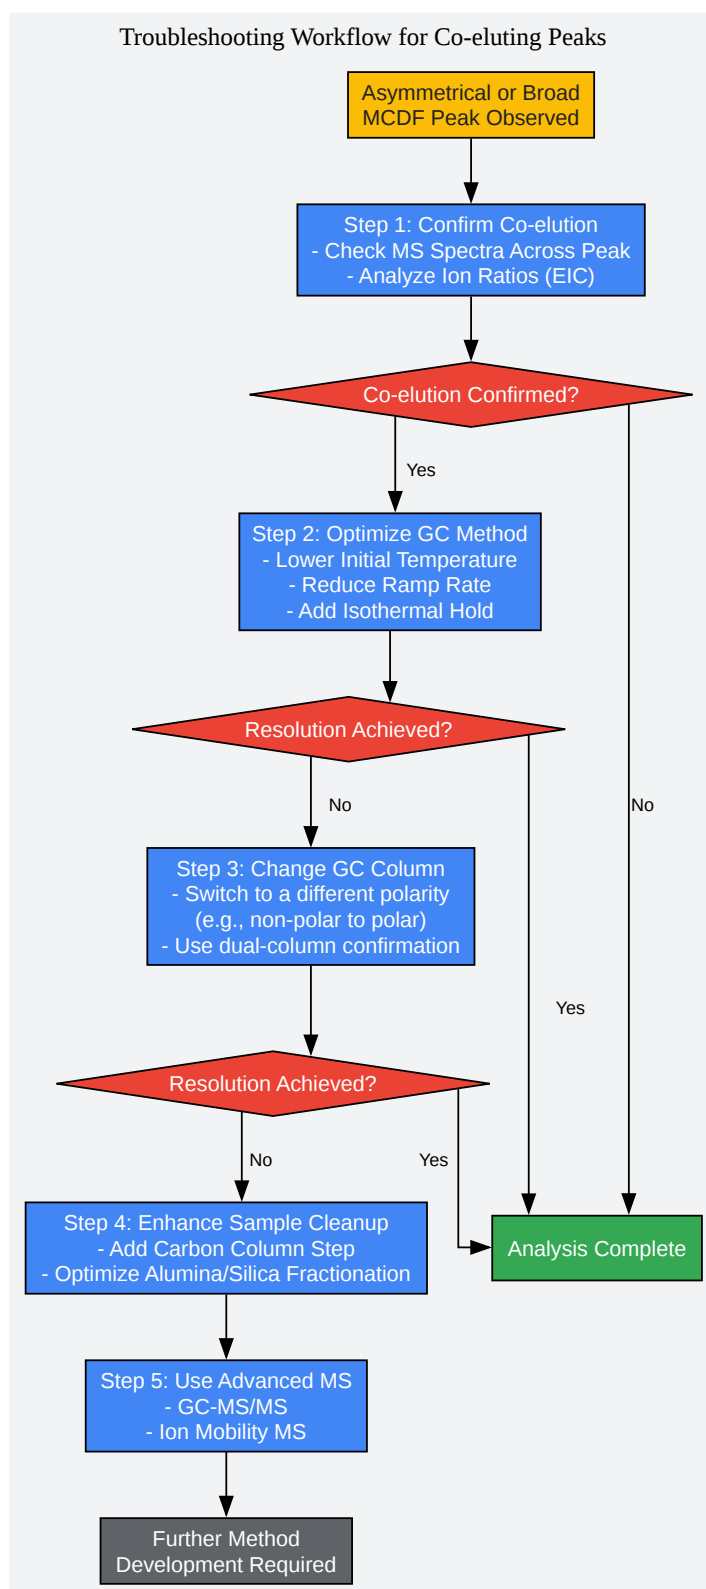 Troubleshooting Workflow for Co-eluting Peaks
Asymmetrical or Broad
MCDF Peak Observed
Step 1: Confirm Co-elution
- Check MS Spectra Across Peak
- Analyze Ion Ratios (EIC)
Co-elution Confirmed?
Yes
Step 2: Optimize GC Method
- Lower Initial Temperature
- Reduce Ramp Rate
- Add Isothermal Hold
Resolution Achieved?
No
No
Step 3: Change GC Column
- Switch to a different polarity
(e.g., non-polar to polar)
- Use dual-column confirmation
Yes
Resolution Achieved?
No
Yes
Step 4: Enhance Sample Cleanup
- Add Carbon Column Step
- Optimize Alumina/Silica Fractionation
Analysis Complete
Step 5: Use Advanced MS
- GC-MS/MS
- Ion Mobility MS
Further Method
Development Required